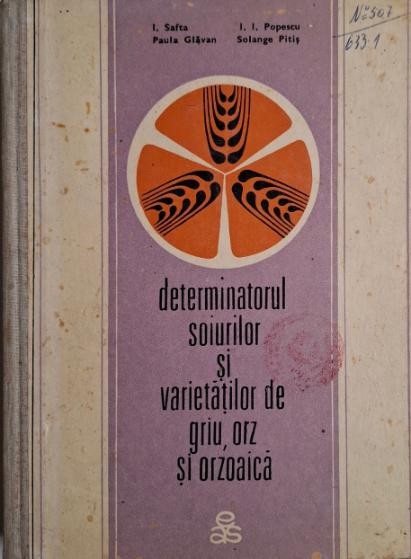 I. Safta
Paula Glăvan
I. I. Popescu
Solange Pitiș
Nº 507
633.1
determinatorul
soiurilor
și
varietăților de
grîu, orz
și orzoaică